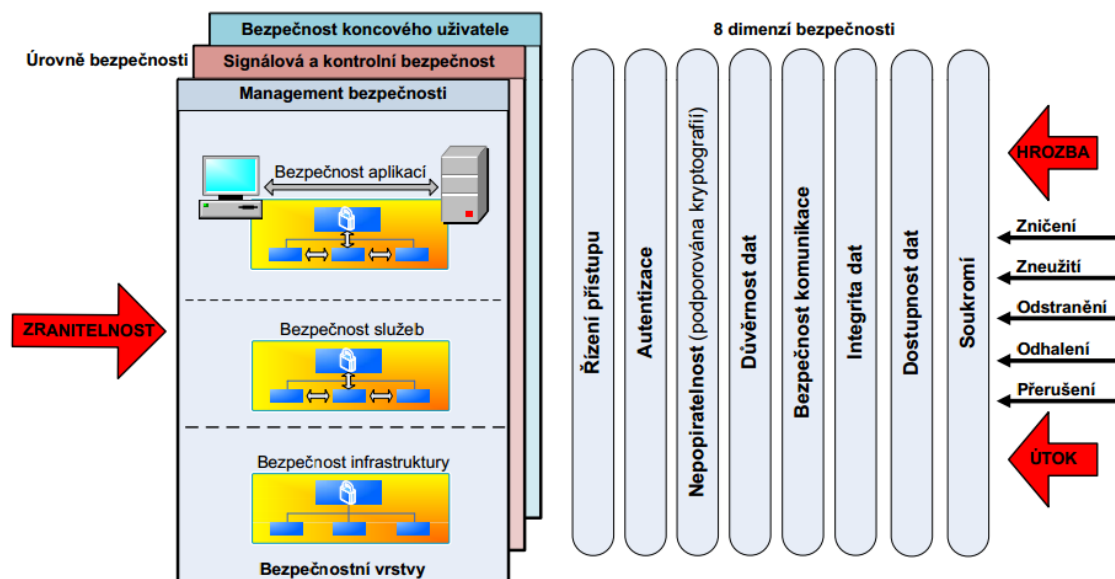 Bezpečnost koncového uživatele
Úrovně bezpečnosti
Signálová a kontrolní bezpečnost
Management bezpečnosti
Bezpečnost aplikací
ZRANITELNOST
Bezpečnost služeb
Bezpečnost infrastruktury
Bezpečnostní vrstvy
8 dimenzí bezpečnosti
Řízení přístupu
Autentizace
Nepopiratelnost (podporována kryptografií)
Důvěrnost dat
Bezpečnost komunikace
Integrita dat
Dostupnost dat
Soukromí
HROZBA
Zničení
Zneužití
Odstranění
Odhalení
Přerušení
ÚTOK